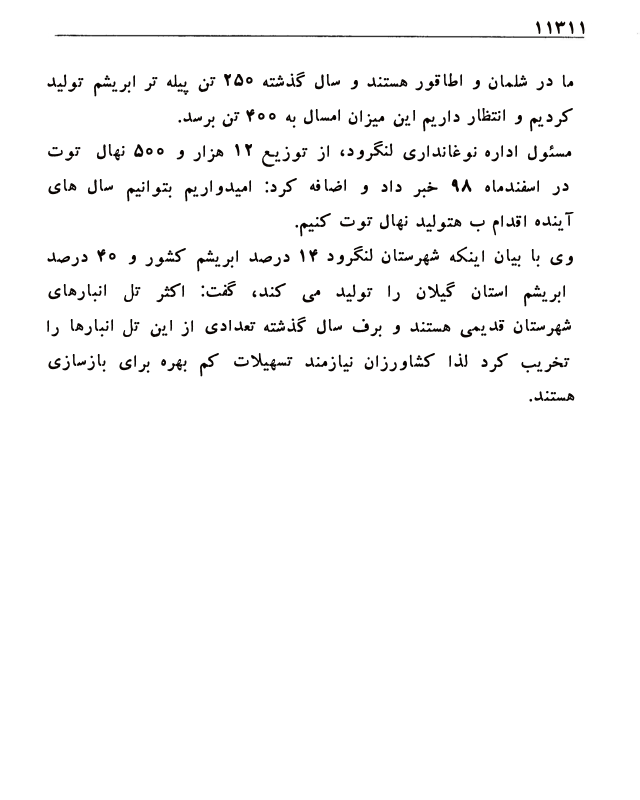 ۱۱۳۱۱
ما در شلمان و اطاقور هستند و سال گذشته ۲۵۰ تن پیله تر ابریشم تولید
کردیم و انتظار داریم این میزان امسال به ۴۰۰ تن برسد.
مسئول اداره نوغانداری لنگرود، از توزیع ۱۲ هزار و ۵۰۰ نهال توت
در اسفندماه ۹۸ خبر داد و اضافه کرد: امیدواریم بتوانیم سال های
آینده اقدام ب هتولید نهال توت کنیم.
وی با بیان اینکه شهرستان لنگرود ۱۴ درصد ابریشم کشور و ۴۰ درصد
ابریشم استان گیلان را تولید می کند، گفت: اکثر تل انبارهای
شهرستان قدیمی هستند و برف سال گذشته تعدادی از این تل انبارها را
تخریب کرد لذا کشاورزان نیازمند تسهیلات کم بهره برای بازسازی
هستند.